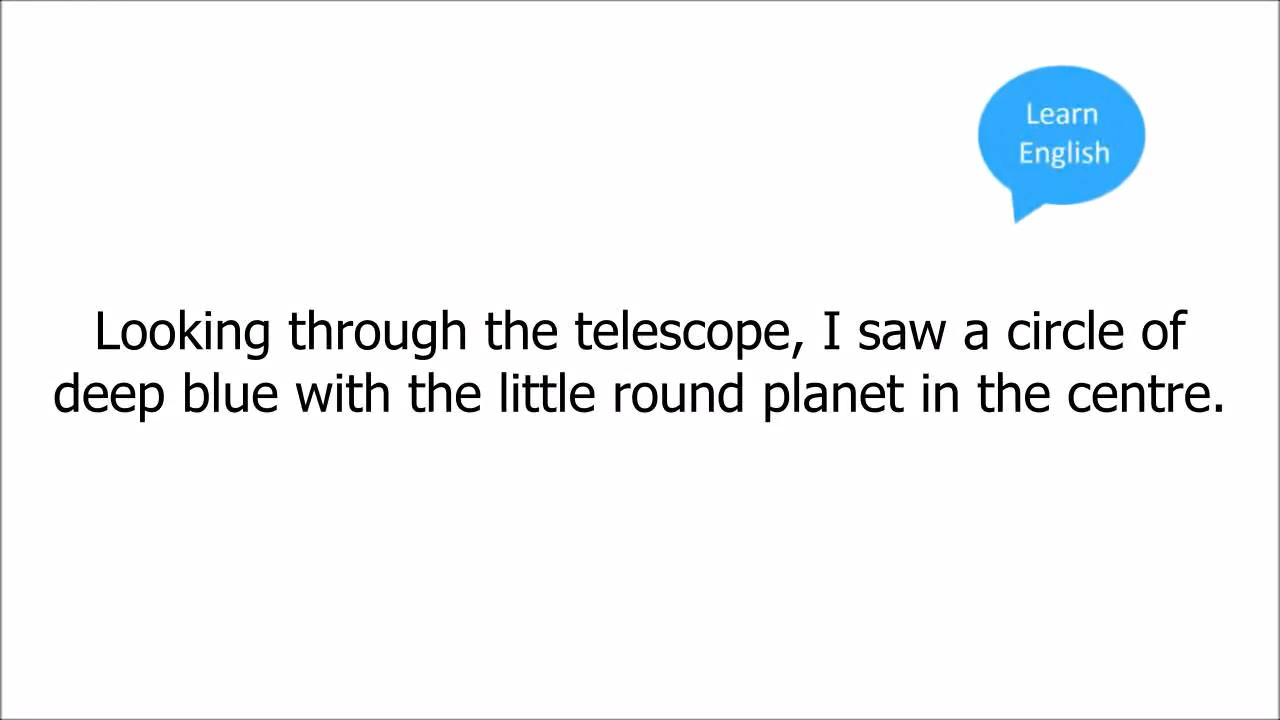 Learn
English
Looking through the telescope, I saw a circle of
deep blue with the little round planet in the centre.